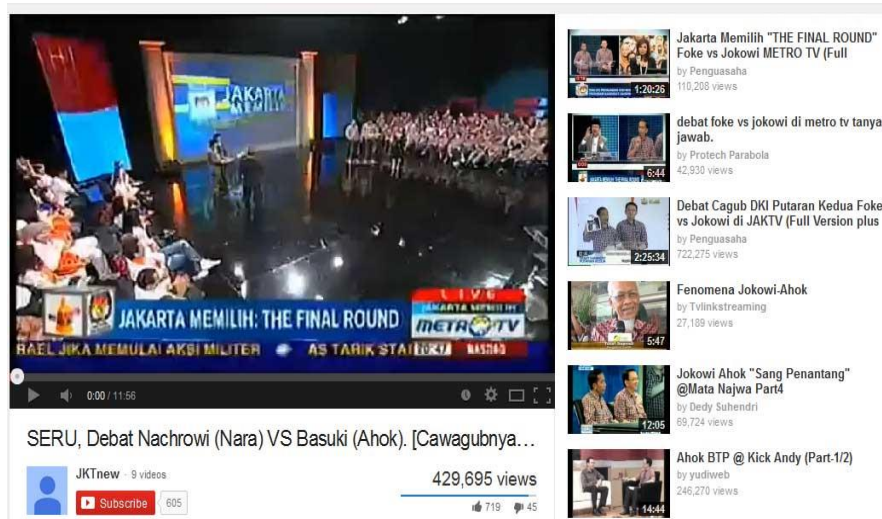 JAKARTA
MEMILIH
LIVE
JAKARTA MEMILIH
JAKARTA MEMILIH: THE FINAL ROUND
METRO TV
RAEL JIKA MEMULAI AKSI MILITER AS TARIK STA
0:00 / 11:56
SERU, Debat Nachrowi (Nara) VS Basuki (Ahok). [Cawagubnya...
JKTnew · 9 videos
Subscribe 605
429,695 views
719 45
Jakarta Memilih "THE FINAL ROUND"
Foke vs Jokowi METRO TV (Full
by Penguasaha
110,208 views
1:20:26
debat foke vs jokowi di metro tv tanya
jawab.
by Protech Parabola
42,930 views
6:44
Debat Cagub DKI Putaran Kedua Foke
vs Jokowi di JAKTV (Full Version plus
by Penguasaha
722,275 views
2:25:34
Fenomena Jokowi-Ahok
by Tvlinkstreaming
27,189 views
5:47
Jokowi Ahok "Sang Penantang"
@Mata Najwa Part4
by Dedy Suhendri
69,724 views
12:05
Ahok BTP @ Kick Andy (Part-1/2)
by yudiweb
246,270 views
14:44